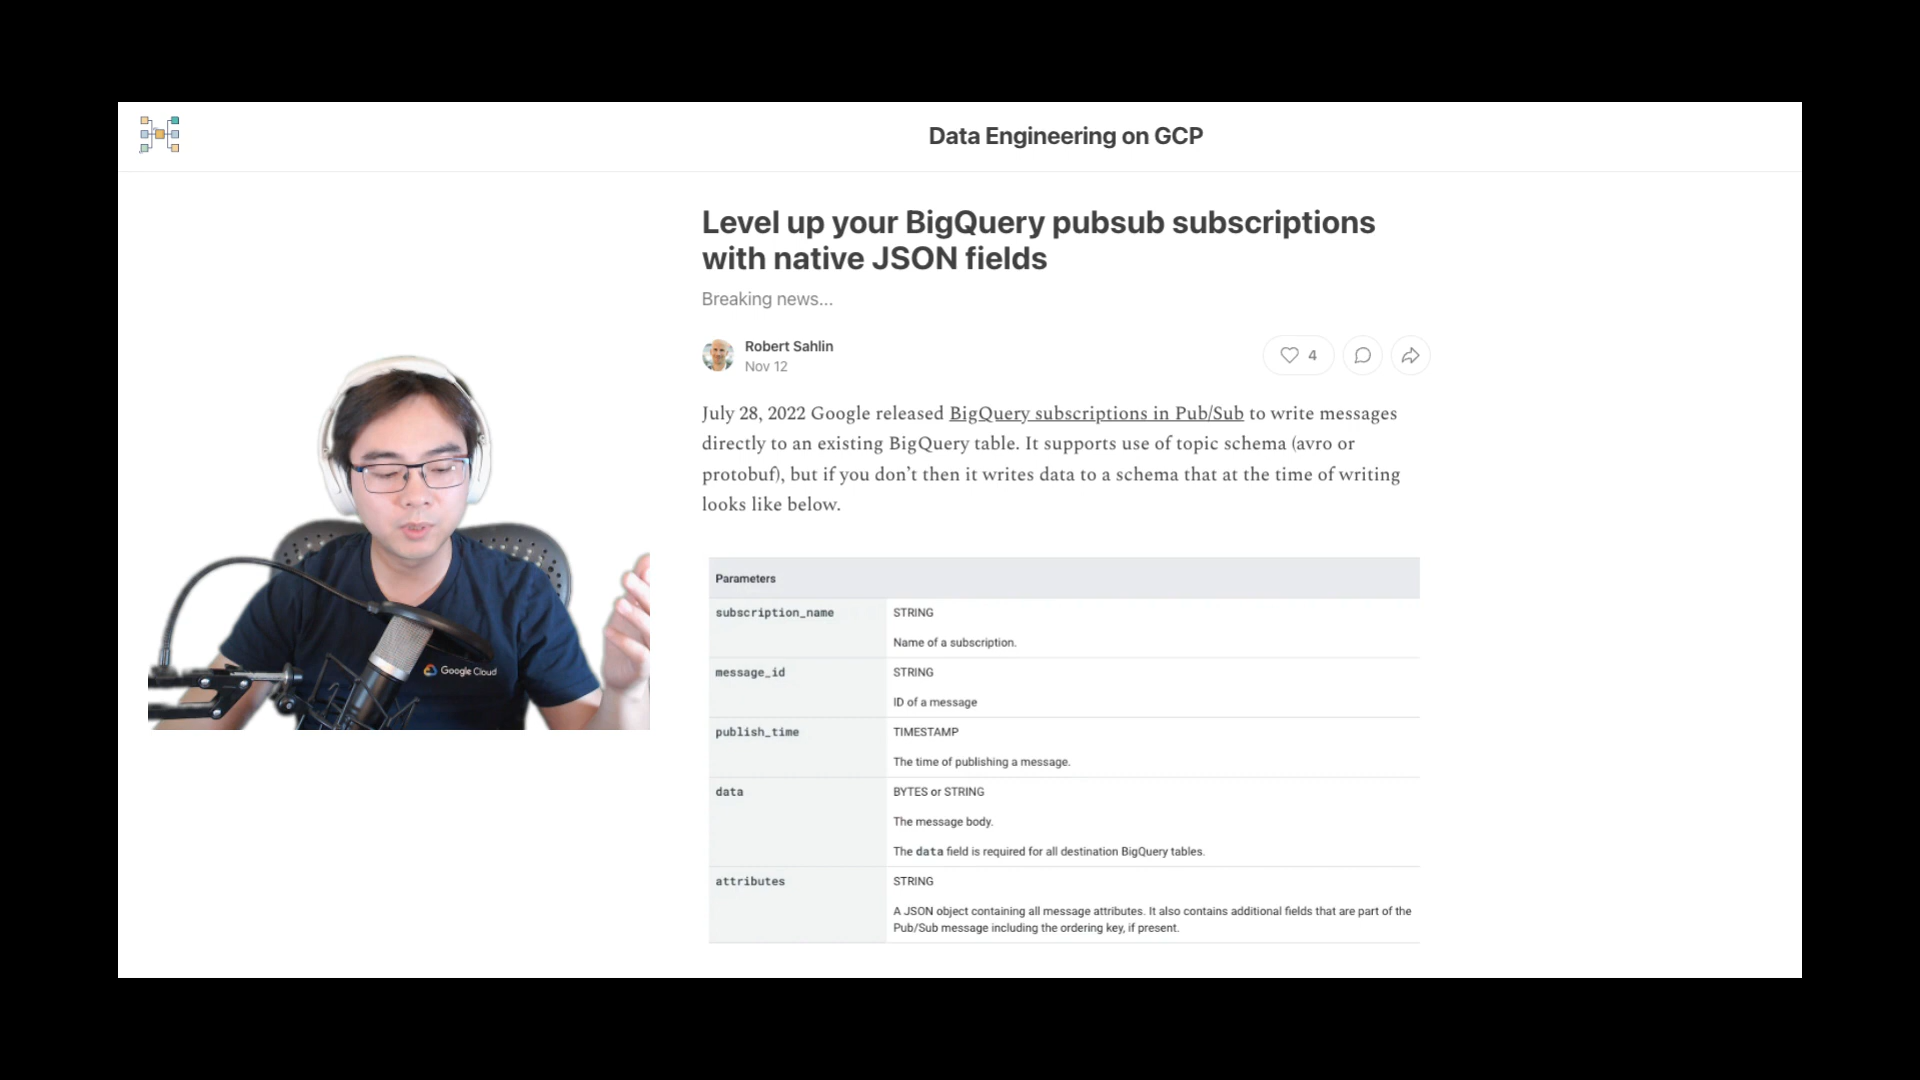 Data Engineering on GCP
Level up your BigQuery pubsub subscriptions
with native JSON fields
Breaking news...
Robert Sahlin
Nov 12
4
July 28, 2022 Google released BigQuery subscriptions in Pub/Sub to write messages
directly to an existing BigQuery table. It supports use of topic schema (avro or
protobuf), but if you don’t then it writes data to a schema that at the time of writing
looks like below.
Parameters
subscription_name
STRING
Name of a subscription.
message_id
STRING
ID of a message
publish_time
TIMESTAMP
The time of publishing a message.
data
BYTES or STRING
The message body.
The data field is required for all destination BigQuery tables.
attributes
STRING
A JSON object containing all message attributes. It also contains additional fields that are part of the
Pub/Sub message including the ordering key, if present.
Google Cloud